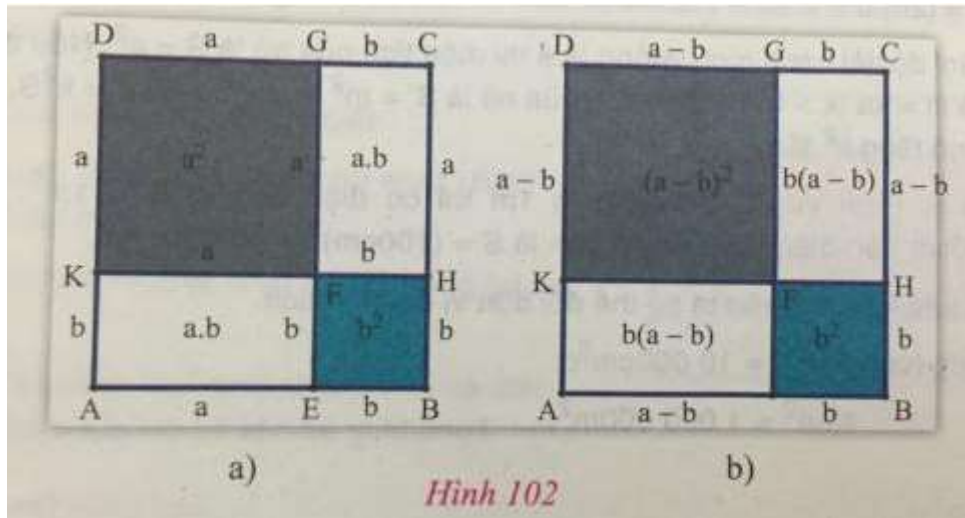 D a G b C
a a² a a.b a
a b
K F H
b a.b b b² b
A a E b B
a)
D a – b G b C
a – b (a – b)² b(a – b) a – b
K F H
b(a – b) b² b
A a – b b B
b)
Hình 102